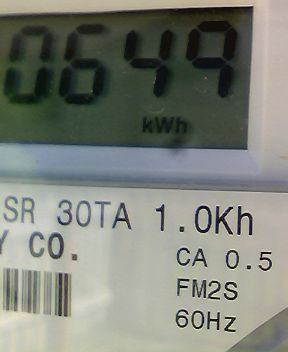 0649
kWh
SR 30TA 1.0Kh
Y CO.
CA 0.5
FM2S
60Hz